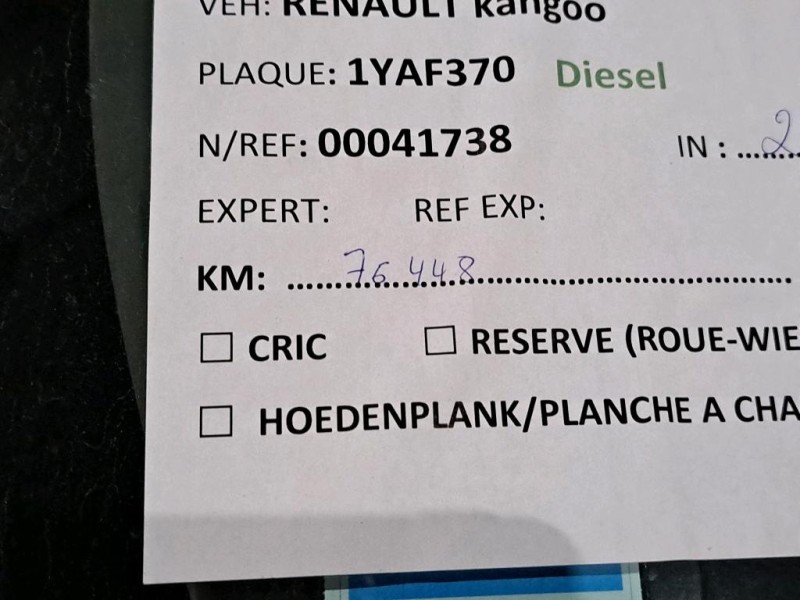 VEH: RENAULT kangoo
PLAQUE: 1YAF370 Diesel
N/REF: 00041738 IN : ...2...
EXPERT: REF EXP:
KM: ......76.448..........................................
☐ CRIC ☐ RESERVE (ROUE-WIE
☐ HOEDENPLANK/PLANCHE A CHA